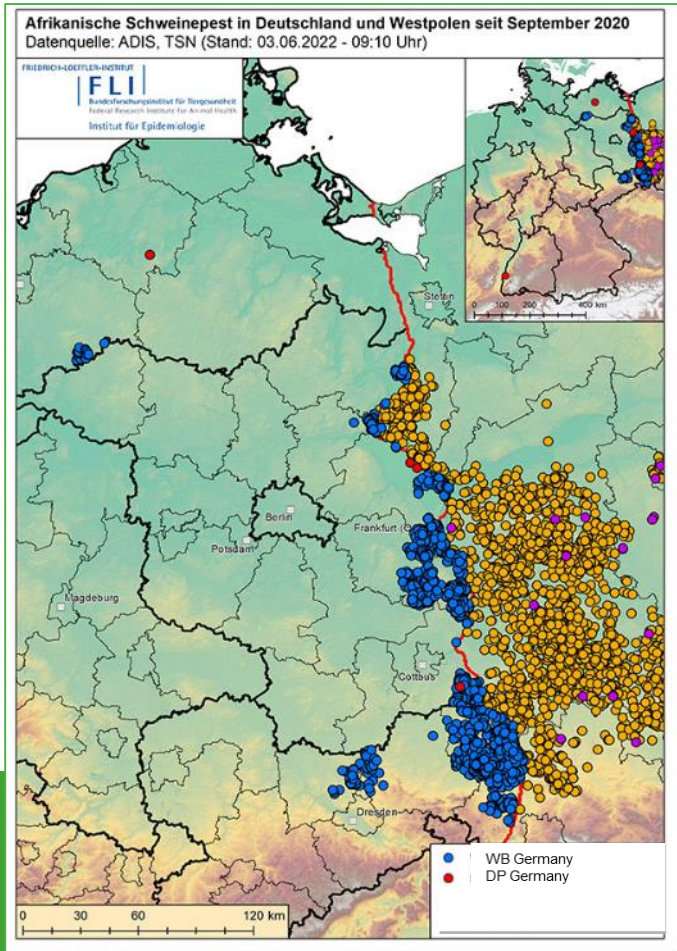 Afrikanische Schweinepest in Deutschland und Westpolen seit September 2020
Datenquelle: ADIS, TSN (Stand: 03.06.2022 - 09:10 Uhr)
FRIEDRICH-LOEFFLER-INSTITUT
FLI
Bundesforschungsinstitut für Tiergesundheit
Federal Research Institute for Animal Health
Institut für Epidemiologie
0 100 200 400 km
Stettin
Berlin
Frankfurt (O
Potsdam
Magdeburg
Cottbus
Dresden
WB Germany
DP Germany
0 30 60 120 km